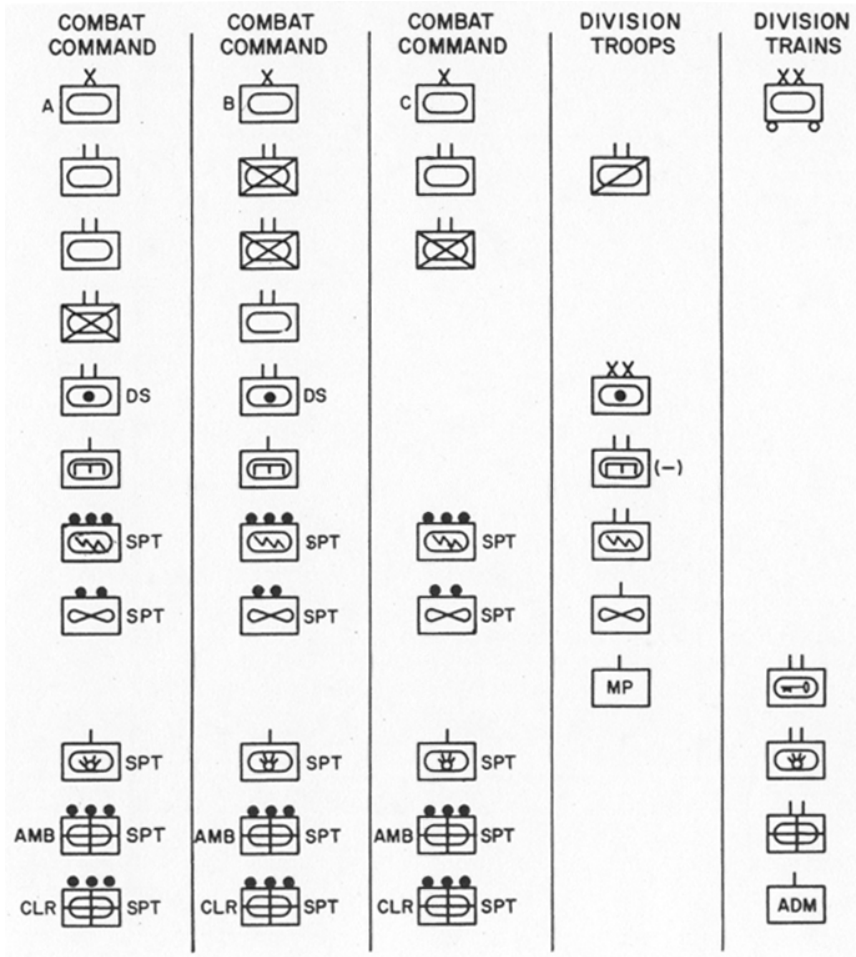 COMBAT
COMMAND
COMBAT
COMMAND
COMBAT
COMMAND
DIVISION
TROOPS
DIVISION
TRAINS
A
B
C
DS
DS
(—)
SPT
SPT
SPT
SPT
SPT
SPT
MP
SPT
SPT
SPT
AMB SPT
AMB SPT
AMB SPT
CLR SPT
CLR SPT
CLR SPT
ADM